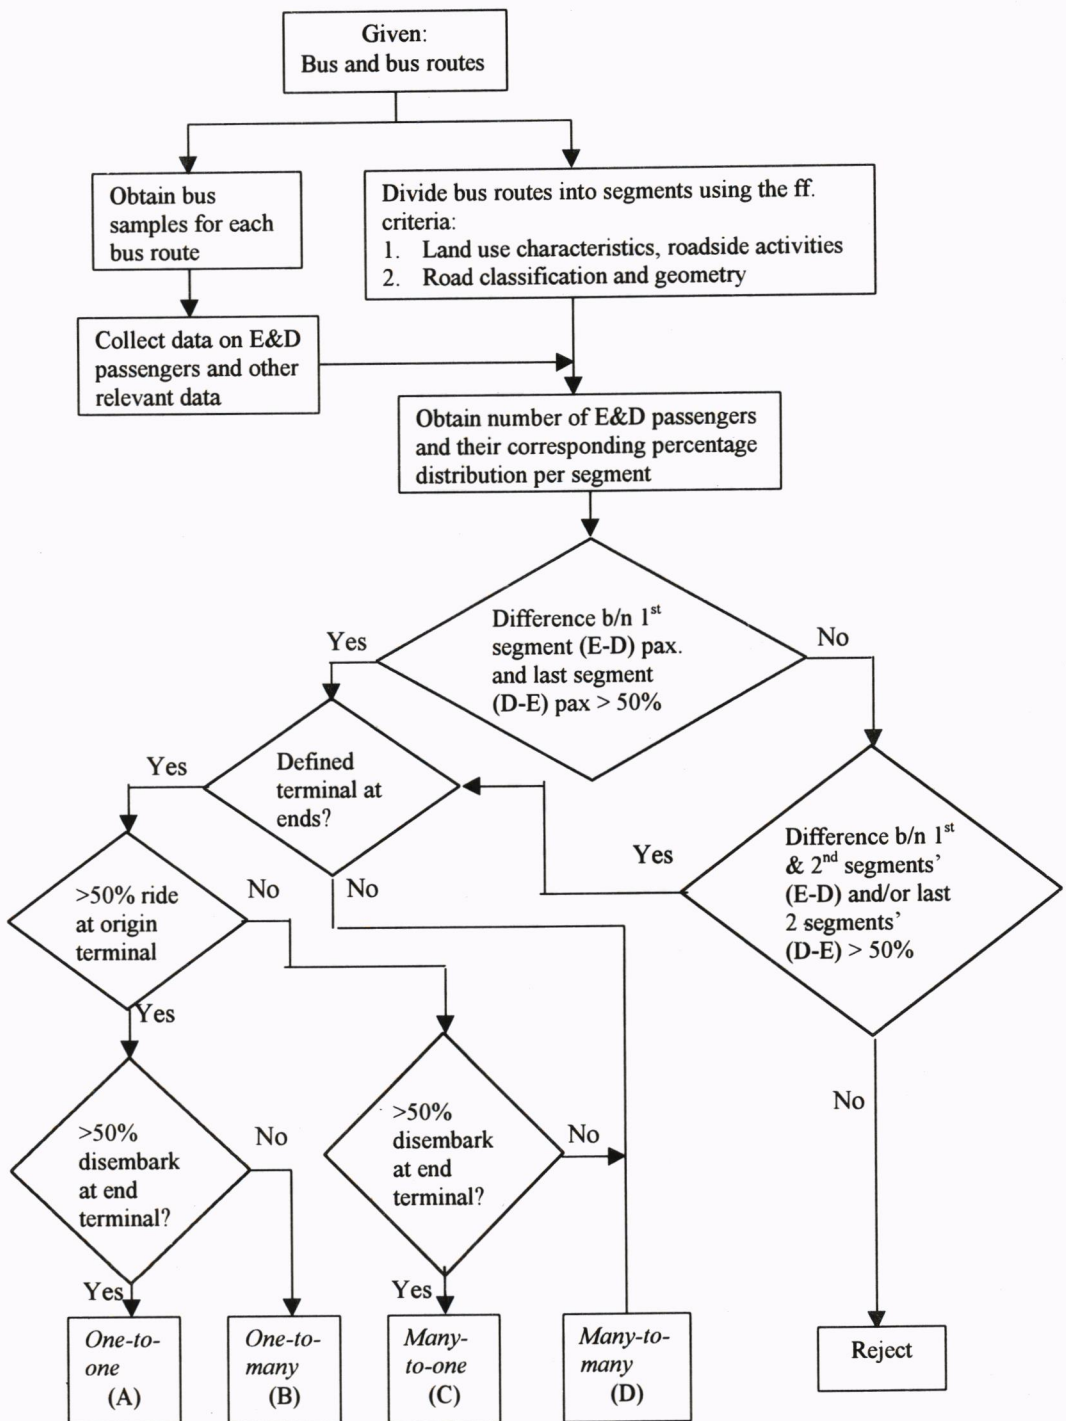 Given:
Bus and bus routes
Obtain bus
samples for each
bus route
Divide bus routes into segments using the ff.
criteria:
1. Land use characteristics, roadside activities
2. Road classification and geometry
Collect data on E&D
passengers and other
relevant data
Obtain number of E&D passengers
and their corresponding percentage
distribution per segment
Difference b/n 1st
segment (E-D) pax.
and last segment
(D-E) pax > 50%
Yes
No
Defined
terminal at
ends?
Yes
No
Difference b/n 1st
& 2nd segments'
(E-D) and/or last
2 segments'
(D-E) > 50%
Yes
No
>50% ride
at origin
terminal
No
Yes
>50%
disembark
at end
terminal?
No
Yes
>50%
disembark
at end
terminal?
No
Yes
One-to-
one
(A)
One-to-
many
(B)
Many-
to-one
(C)
Many-to-
many
(D)
Reject